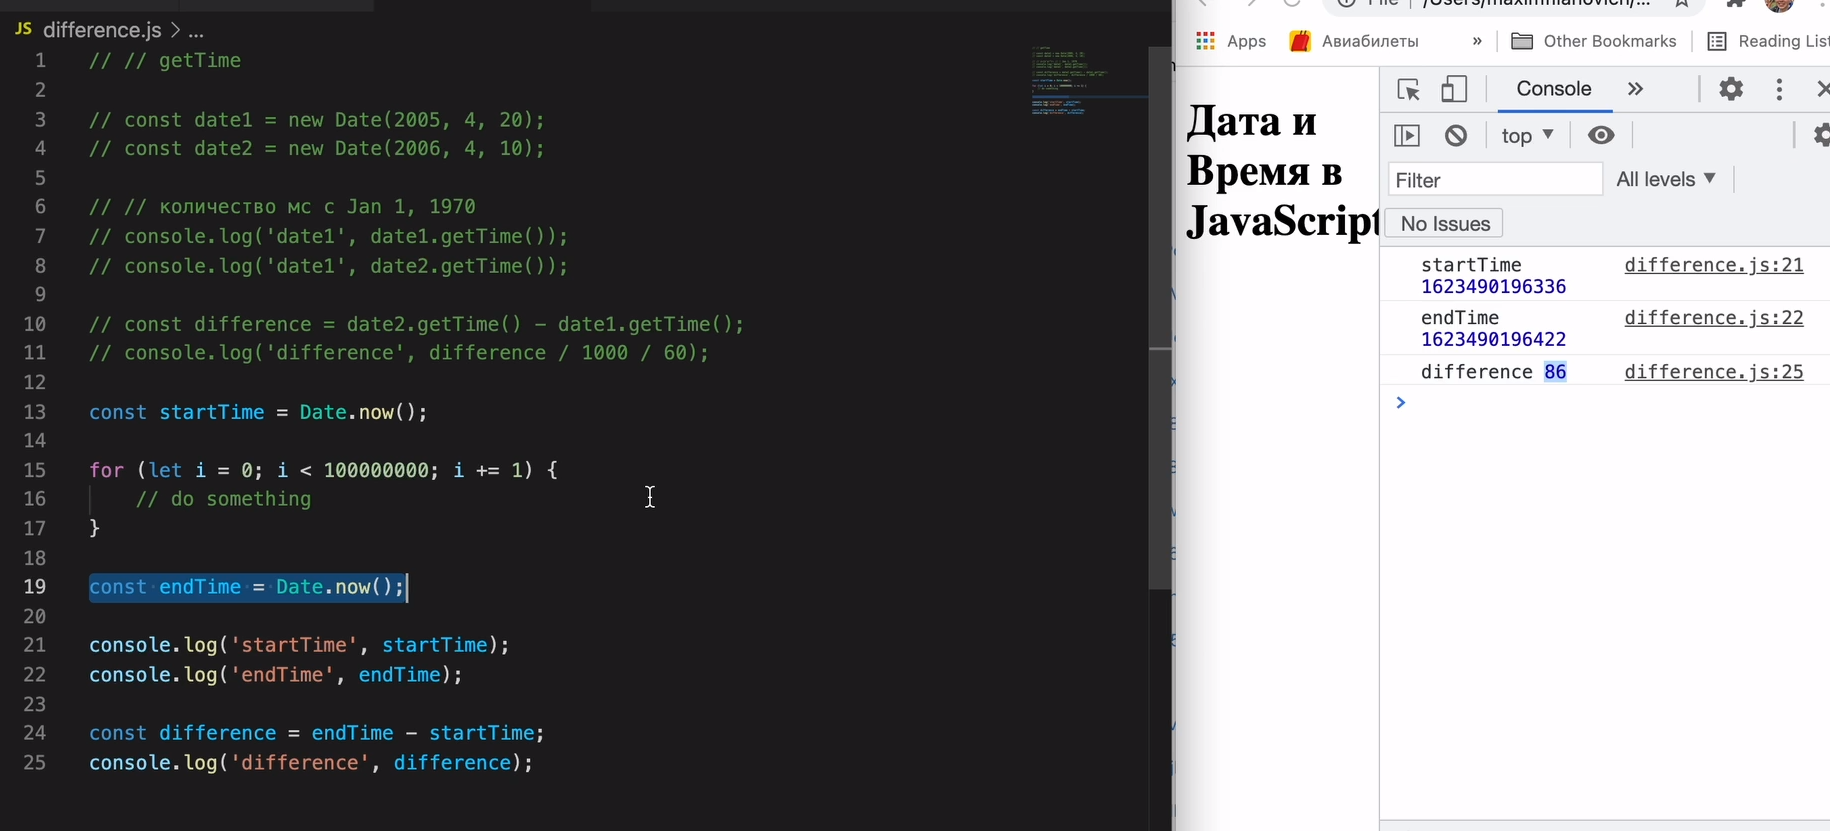 JS difference.js > ...
1 // // getTime
2
3 // const date1 = new Date(2005, 4, 20);
4 // const date2 = new Date(2006, 4, 10);
5
6 // // количество мс с Jan 1, 1970
7 // console.log('date1', date1.getTime());
8 // console.log('date1', date2.getTime());
9
10 // const difference = date2.getTime() - date1.getTime();
11 // console.log('difference', difference / 1000 / 60);
12
13 const startTime = Date.now();
14
15 for (let i = 0; i < 100000000; i += 1) {
16 // do something
17 }
18
19 const endTime = Date.now();
20
21 console.log('startTime', startTime);
22 console.log('endTime', endTime);
23
24 const difference = endTime - startTime;
25 console.log('difference', difference);
File
Apps Авиабилеты » Other Bookmarks Reading List
Дата и
Время в
JavaScript
Console »
top
Filter All levels
No Issues
startTime difference.js:21
1623490196336
endTime difference.js:22
1623490196422
difference 86 difference.js:25
>